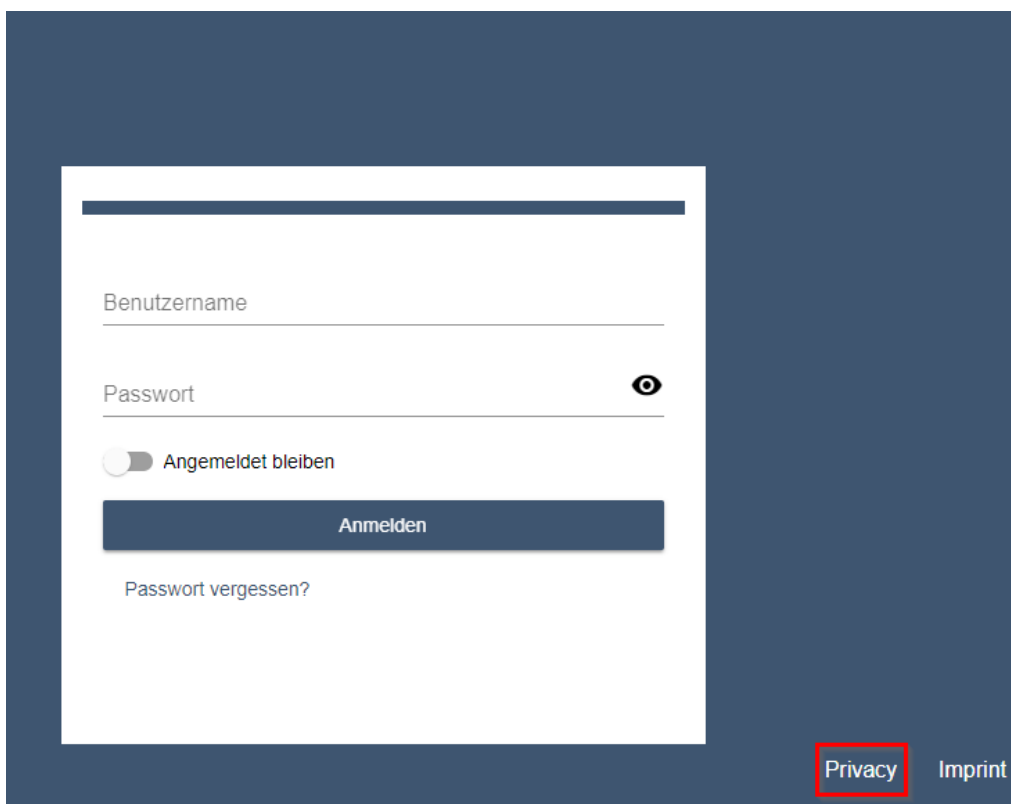 Benutzername
Passwort
Angemeldet bleiben
Anmelden
Passwort vergessen?
Privacy Imprint